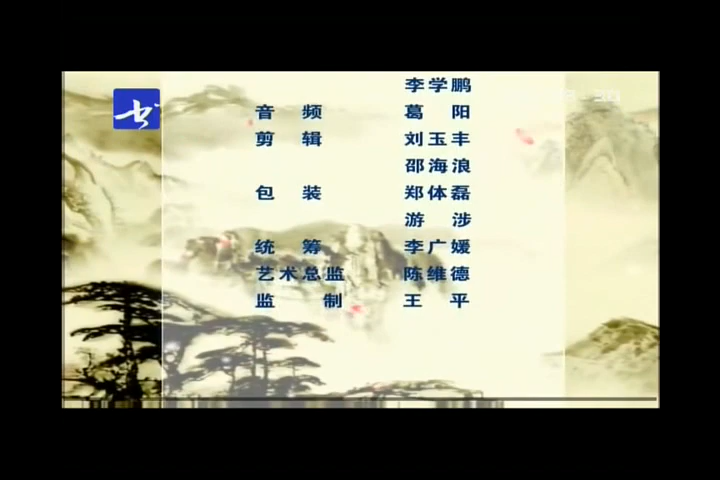 李学鹏
音 频 葛 阳
剪 辑 刘玉丰
邵海浪
包 装 郑体磊
游 涉
统 筹 李广媛
艺术总监 陈维德
监 制 王 平